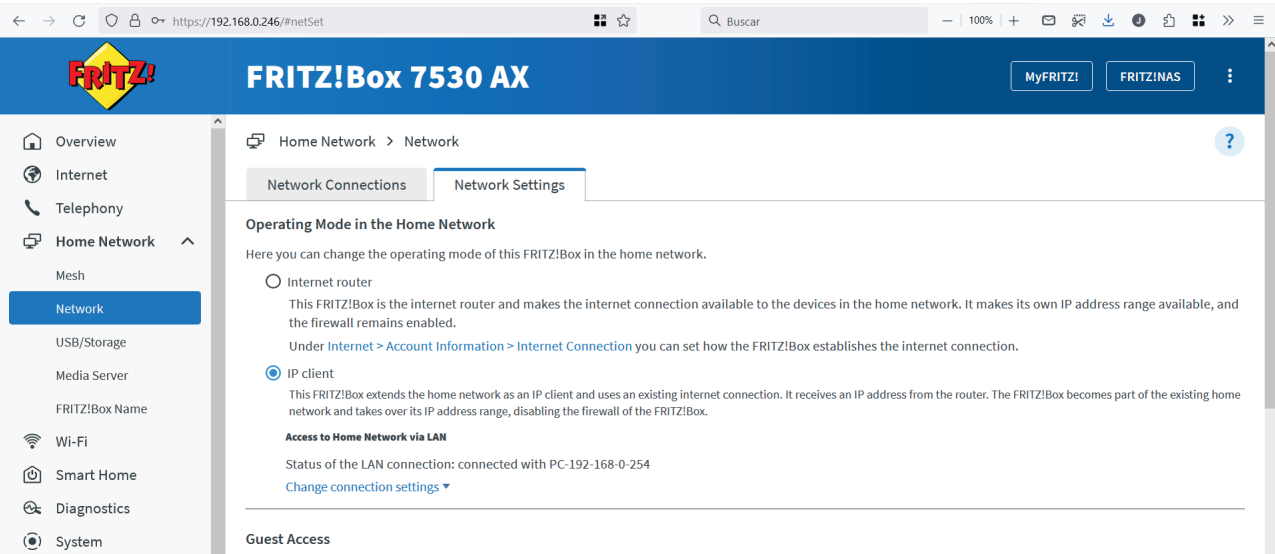 https://192.168.0.246/#netSet
Buscar
100%
J
FRITZ!
FRITZ!Box 7530 AX
MyFRITZ!
FRITZ!NAS
Overview
Internet
Telephony
Home Network
Mesh
Network
USB/Storage
Media Server
FRITZ!Box Name
Wi-Fi
Smart Home
Diagnostics
System
Home Network > Network
?
Network Connections
Network Settings
Operating Mode in the Home Network
Here you can change the operating mode of this FRITZ!Box in the home network.
Internet router
This FRITZ!Box is the internet router and makes the internet connection available to the devices in the home network. It makes its own IP address range available, and
the firewall remains enabled.
Under Internet > Account Information > Internet Connection you can set how the FRITZ!Box establishes the internet connection.
IP client
This FRITZ!Box extends the home network as an IP client and uses an existing internet connection. It receives an IP address from the router. The FRITZ!Box becomes part of the existing home
network and takes over its IP address range, disabling the firewall of the FRITZ!Box.
Access to Home Network via LAN
Status of the LAN connection: connected with PC-192-168-0-254
Change connection settings
Guest Access